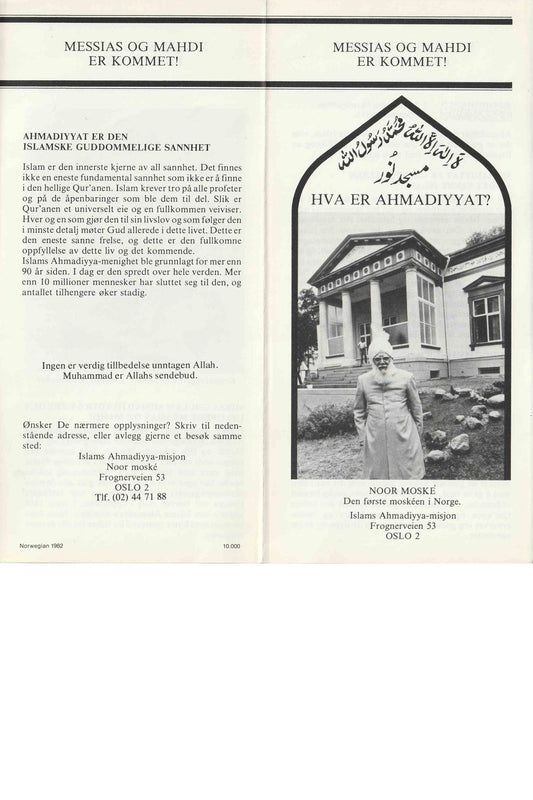 MESSIAS OG MAHDI
ER KOMMET!
AHMADIYYAT ER DEN
ISLAMSKE GUDDOMMELIGE SANNHET
Islam er den innerste kjerne av all sannhet. Det finnes
ikke en eneste fundamental sannhet som ikke er å finne
i den hellige Qur'anen. Islam krever tro på alle profeter
og på de åpenbaringer som ble dem til del. Slik er
Qur'anen et universelt eie og en fullkommen veiviser.
Hver og en som gjør den til sin livslov og som følger den
i minste detalj møter Gud allerede i dette livet. Dette er
den eneste sanne frelse, og dette er den fullkomne
oppfyllelse av dette liv og det kommende.
Islams Ahmadiyya-menighet ble grunnlagt for mer enn
90 år siden. I dag er den spredt over hele verden. Mer
enn 10 millioner mennesker har sluttet seg til den, og
antallet tilhengere øker stadig.
Ingen er verdig tillbedelse unntagen Allah.
Muhammad er Allahs sendebud.
Ønsker De nærmere opplysninger? Skriv til neden-
stående adresse, eller avlegg gjerne et besøk samme
sted:
Islams Ahmadiyya-misjon
Noor moské
Frognerveien 53
OSLO 2
Tlf. (02) 44 71 88
Norwegian 1982
10.000
MESSIAS OG MAHDI
ER KOMMET!
لا إله إلا الله محمد رسول الله
مسجد نور
HVA ER AHMADIYYAT?
NOOR MOSKÉ
Den første moskéen i Norge.
Islams Ahmadiyya-misjon
Frognerveien 53
OSLO 2